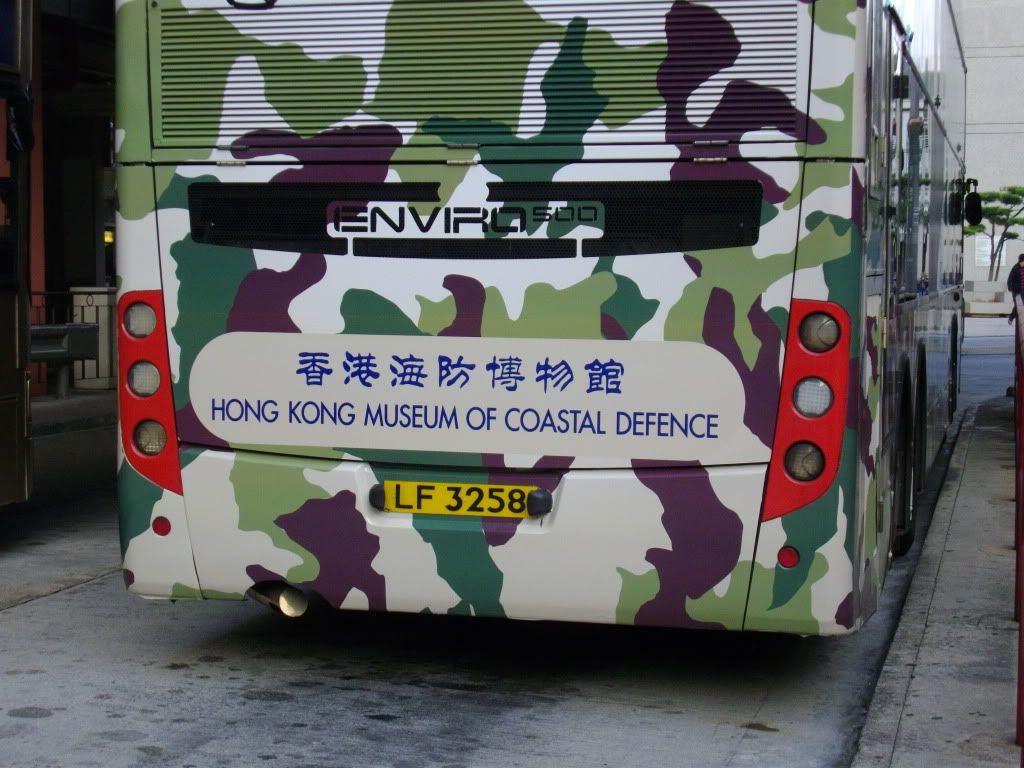 ENVIRO500
香港海防博物館
HONG KONG MUSEUM OF COASTAL DEFENCE
LF 3258